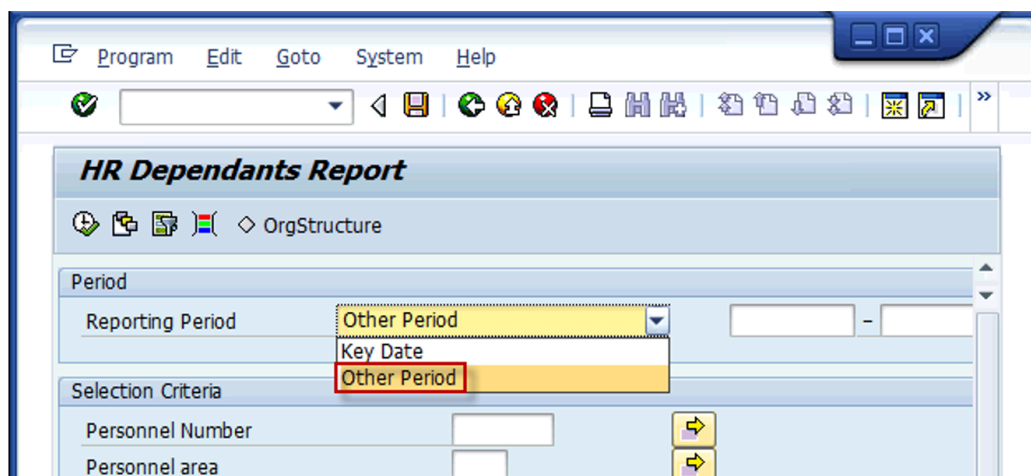 Program Edit Goto System Help
»
HR Dependants Report
OrgStructure
Period
Reporting Period Other Period –
Key Date
Other Period
Selection Criteria
Personnel Number
Personnel area